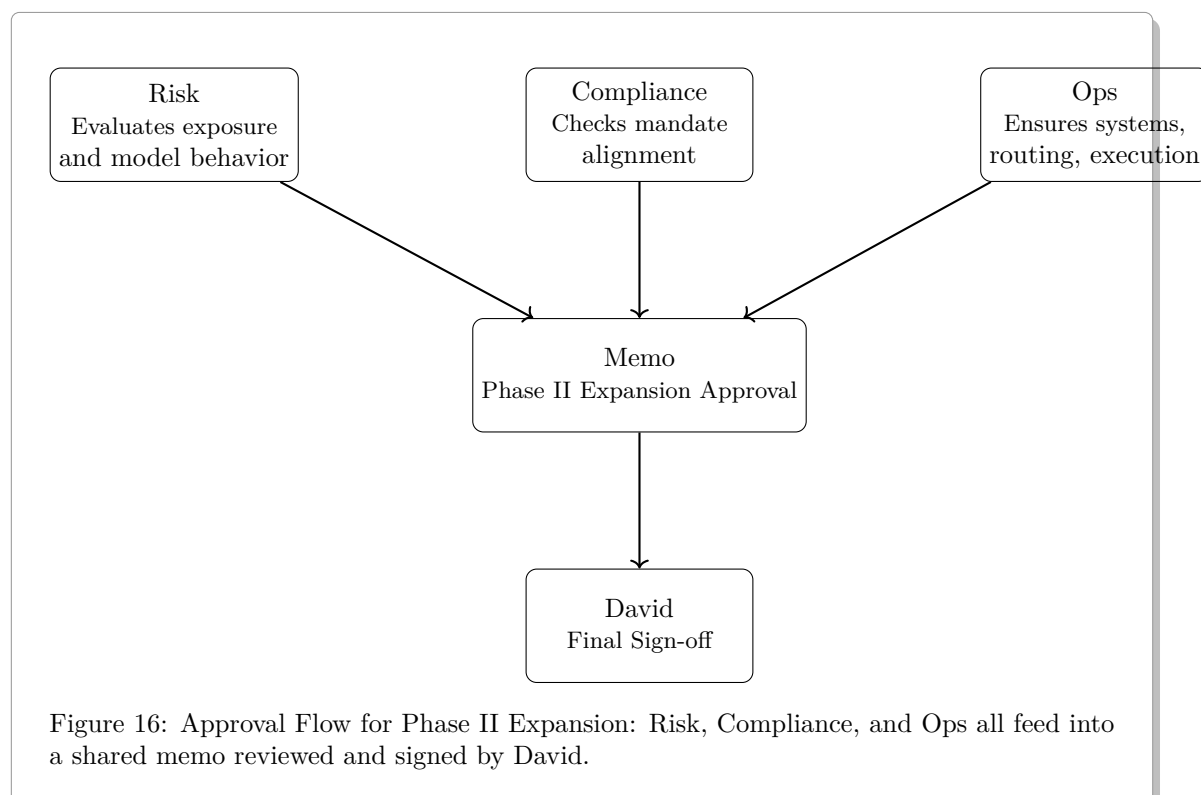 Risk
Evaluates exposure
and model behavior
Compliance
Checks mandate
alignment
Ops
Ensures systems,
routing, execution
Memo
Phase II Expansion Approval
David
Final Sign-off
Figure 16: Approval Flow for Phase II Expansion: Risk, Compliance, and Ops all feed into
a shared memo reviewed and signed by David.